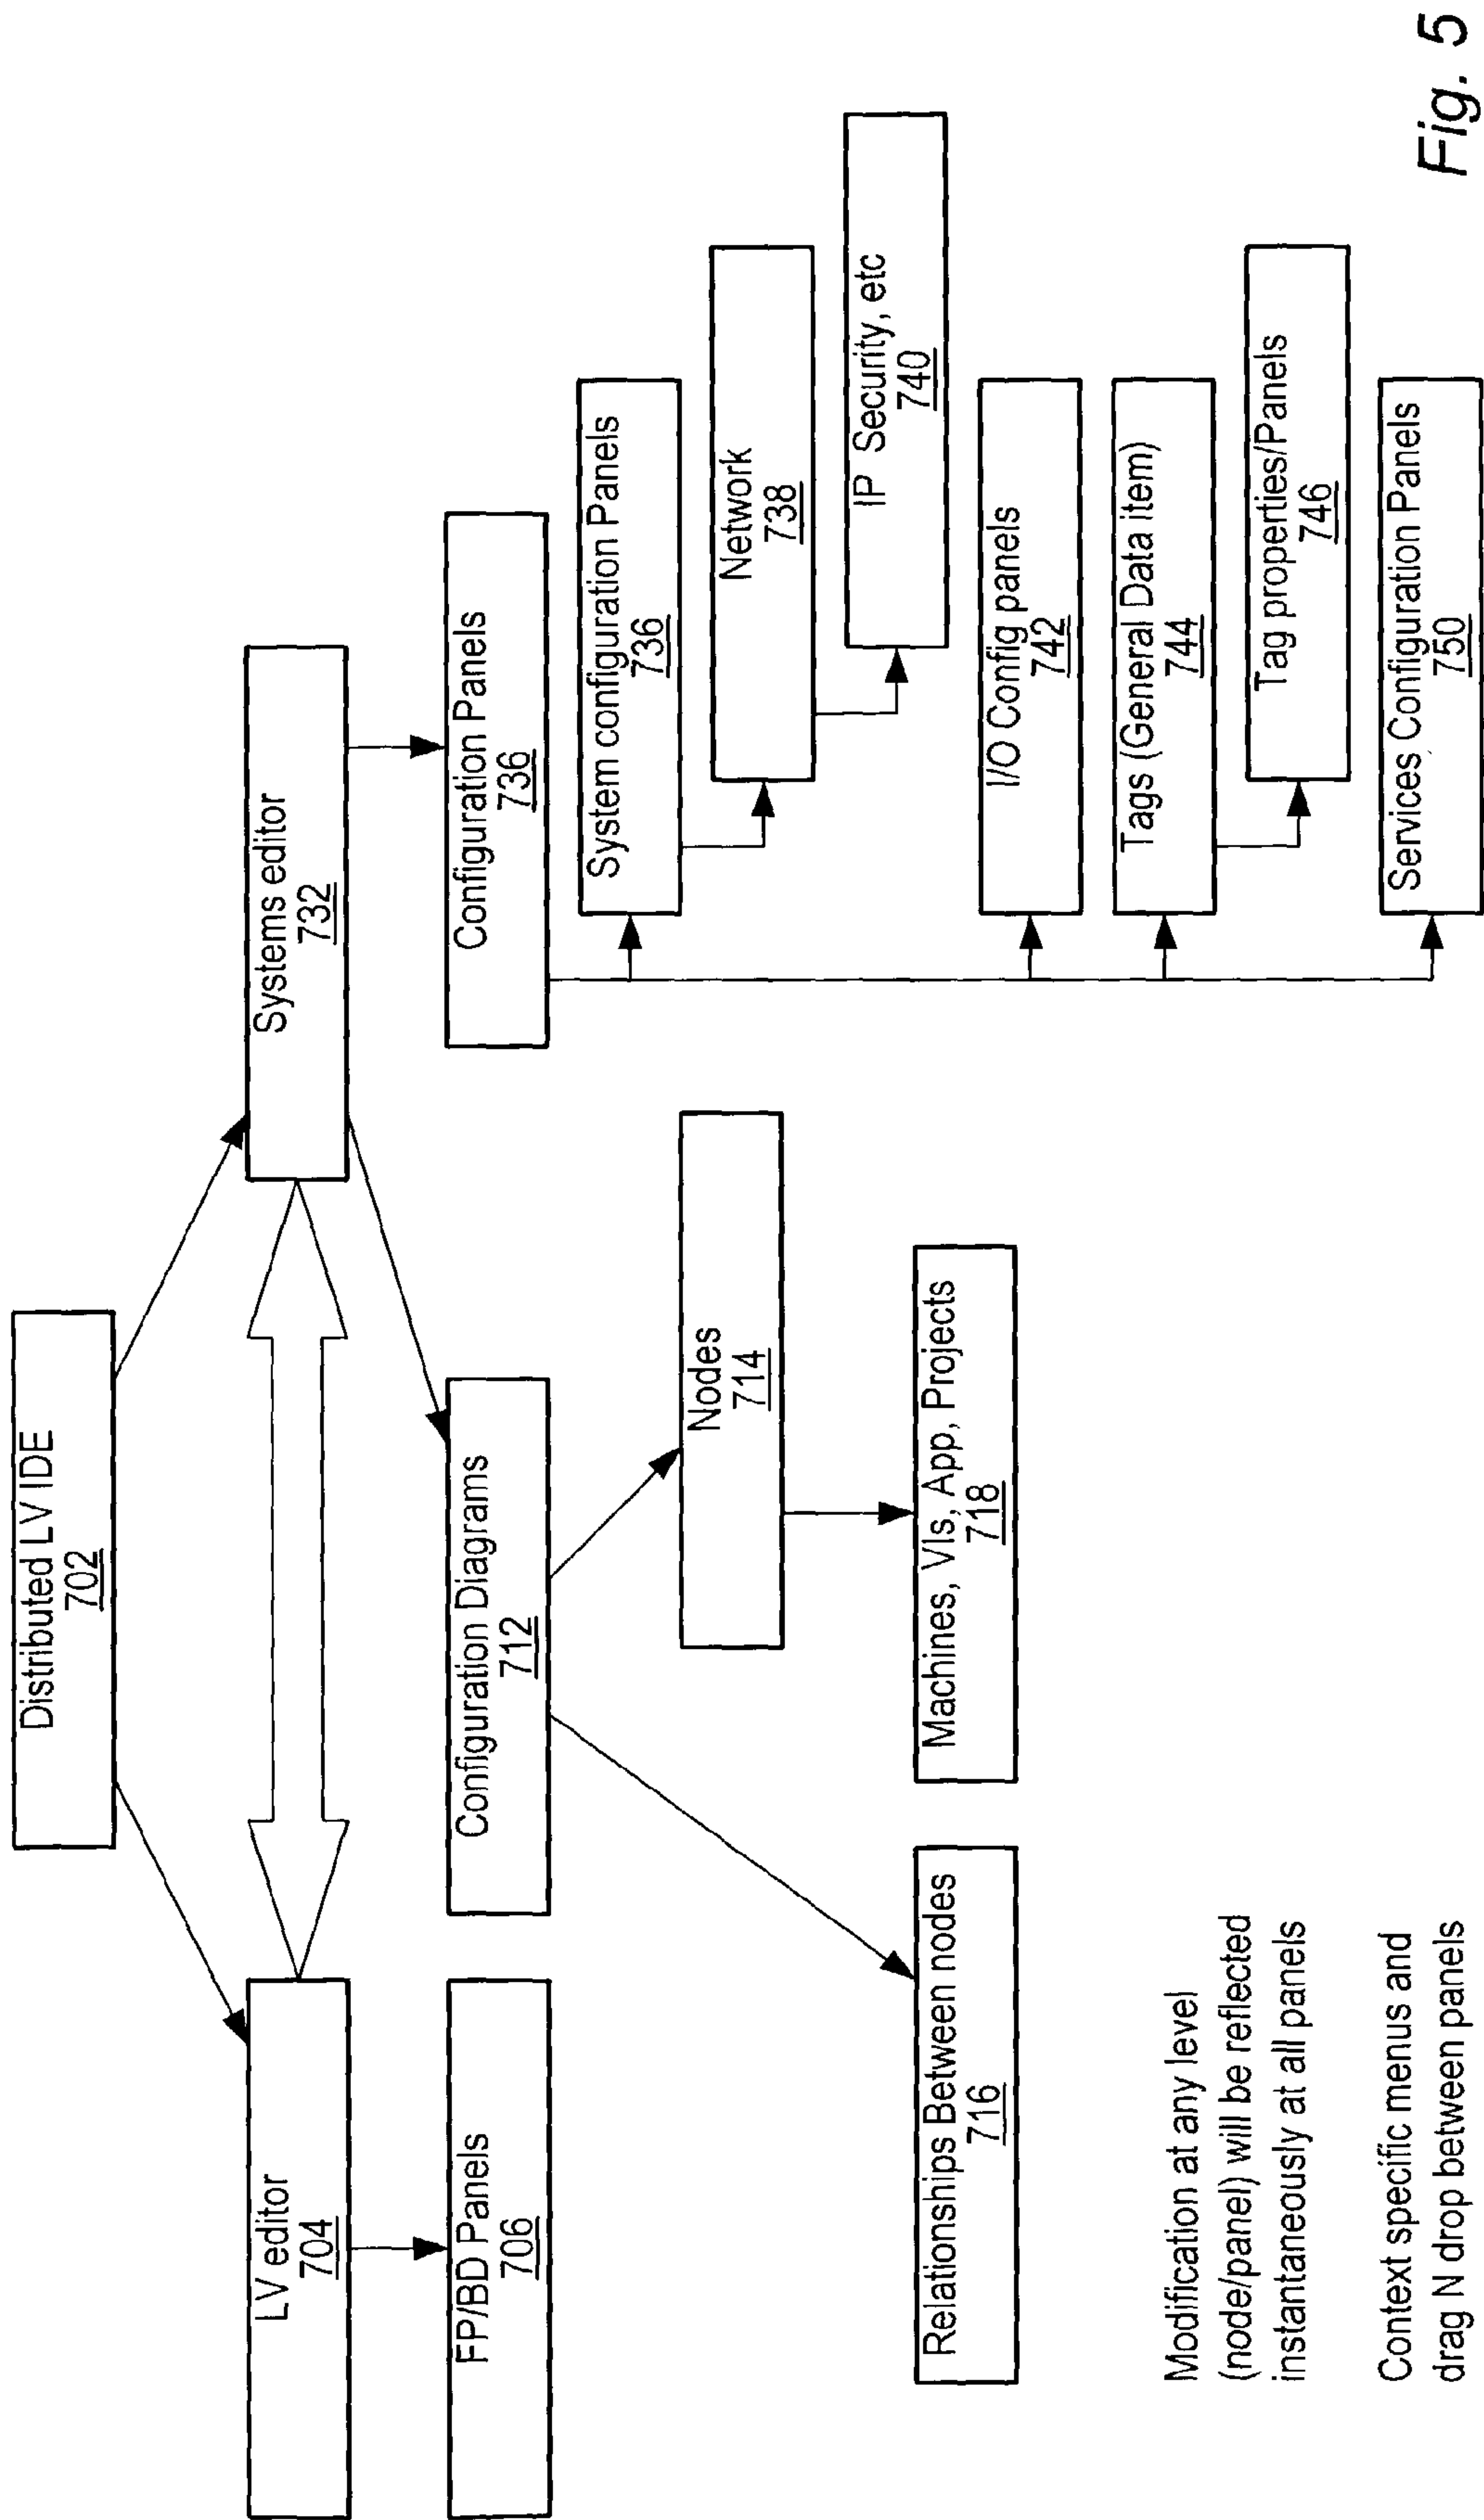 Distributed LV IDE
702
LV editor
704
Systems editor
732
FP/BD Panels
706
Configuration Diagrams
712
Configuration Panels
736
System configuration Panels
736
Nodes
714
Network
738
IP Security, etc
740
Relationships Between nodes
716
Machines, VIs, App, Projects
718
I/O Config panels
742
Tags (General Data item)
744
Tag properties/Panels
746
Services Configuration Panels
750
Modification at any level
(node/panel) will be reflected
instantaneously at all panels
Context specific menus and
drag N drop between panels
Fig. 5